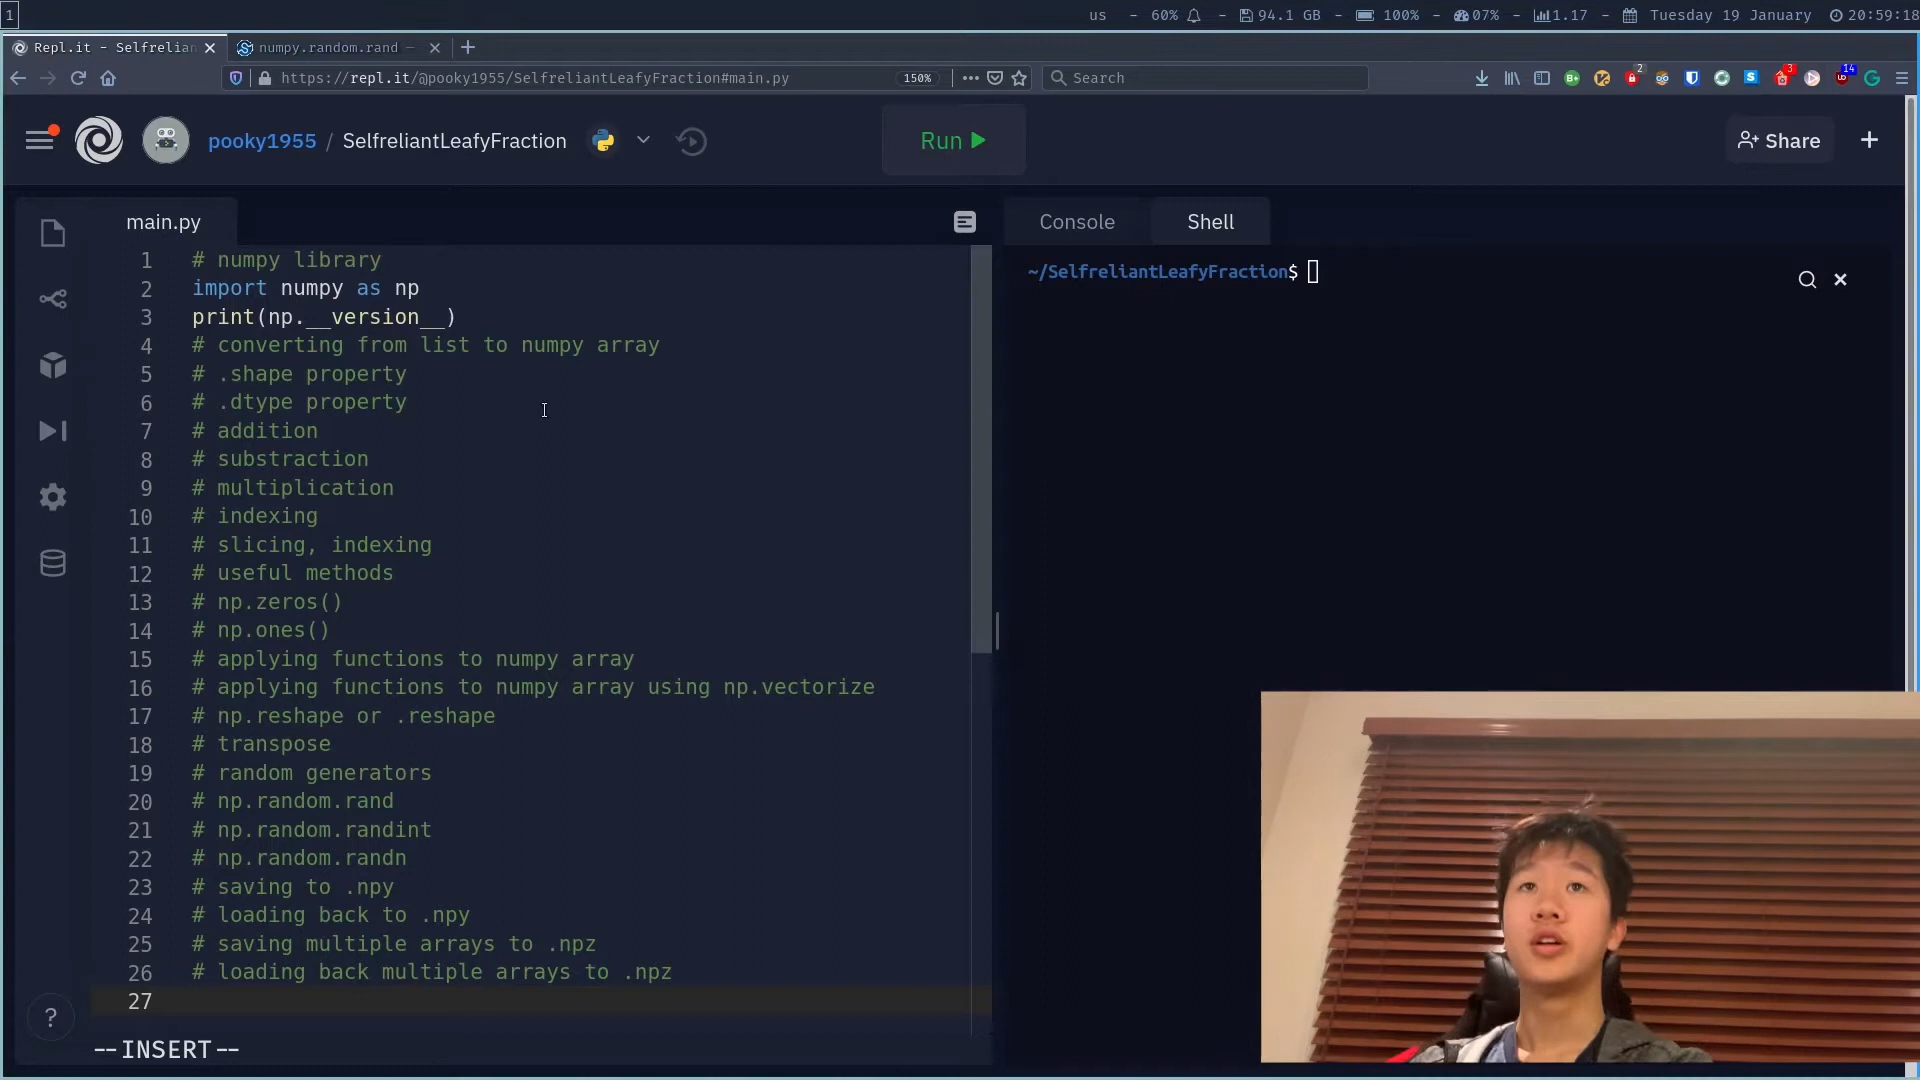 1
us - 60% - 94.1 GB - 100% - 07% - 1.17 - Tuesday 19 January 20:59:18
Repl.it - Selfrelian
numpy.random.rand —
https://repl.it/@pooky1955/SelfreliantLeafyFraction#main.py
150%
Search
2
3
14
pooky1955 / SelfreliantLeafyFraction
Run
Share
main.py
Console
Shell
1 # numpy library
2 import numpy as np
3 print(np.__version__)
4 # converting from list to numpy array
5 # .shape property
6 # .dtype property
7 # addition
8 # substraction
9 # multiplication
10 # indexing
11 # slicing, indexing
12 # useful methods
13 # np.zeros()
14 # np.ones()
15 # applying functions to numpy array
16 # applying functions to numpy array using np.vectorize
17 # np.reshape or .reshape
18 # transpose
19 # random generators
20 # np.random.rand
21 # np.random.randint
22 # np.random.randn
23 # saving to .npy
24 # loading back to .npy
25 # saving multiple arrays to .npz
26 # loading back multiple arrays to .npz
27
--INSERT--
~/SelfreliantLeafyFraction$